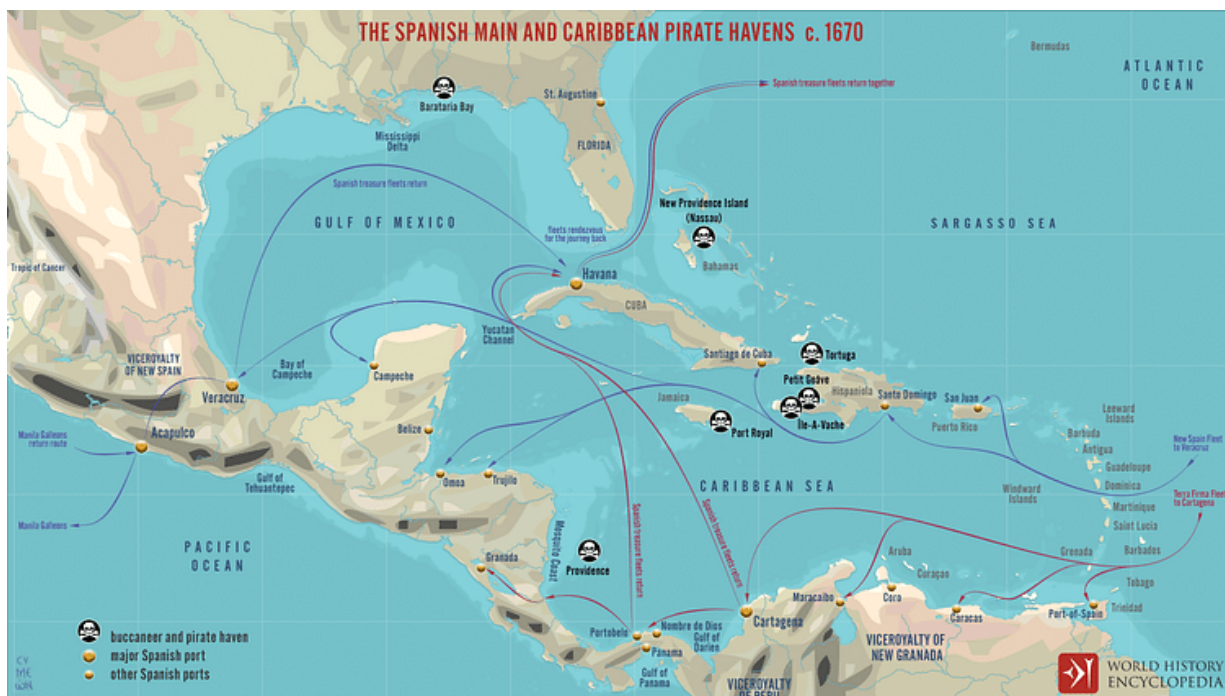 THE SPANISH MAIN AND CARIBBEAN PIRATE HAVENS c. 1670
Bermudas
ATLANTIC
OCEAN
Spanish treasure fleets return together
Barataria Bay
St. Augustine
Mississippi
Delta
FLORIDA
Spanish treasure fleets return
GULF OF MEXICO
fleets rendezvous
for the journey back
New Providence Island
(Nassau)
SARGASSO SEA
Tropic of Cancer
Havana
Bahamas
CUBA
Yucatan
Channel
VICEROYALTY
OF NEW SPAIN
Bay of
Campeche
Campeche
Santiago de Cuba
Tortuga
Petit Goâve
Hispaniola
Veracruz
Jamaica
Santo Domingo
San Juan
Port Royal
Île-A-Vache
Puerto Rico
Leeward
Islands
Manila Galleons
return route
Acapulco
Belize
Barbuda
Antigua
New Spain Fleet
to Veracruz
Guadeloupe
Gulf of
Tehuantepec
Omoa
Trujillo
CARIBBEAN SEA
Windward
Islands
Dominica
Terra Firma Fleet
to Cartagena
Martinique
Manila Galleons
Saint Lucia
PACIFIC
OCEAN
Mosquito Coast
Spanish treasure fleets return
Spanish treasure fleets return
Granada
Providence
Aruba
Curaçao
Grenada
Barbados
Tobago
Maracaibo
Coro
Caracas
Port-of-Spain
Trinidad
Portobelo
Nombre de Dios
Cartagena
Panama
Gulf of
Darien
Gulf of
Panama
VICEROYALTY OF
NEW GRANADA
VICEROYALTY
OF PERU
buccaneer and pirate haven
major Spanish port
other Spanish ports
CY
ME
WORLD HISTORY
ENCYCLOPEDIA